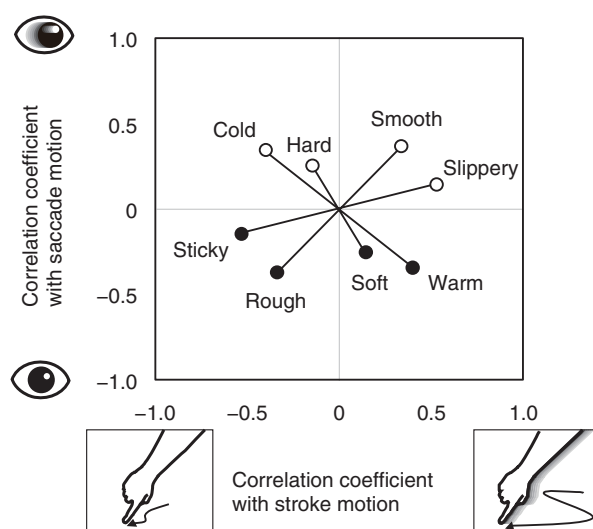 1.0
0.5
0
−0.5
−1.0
Correlation coefficient
with saccade motion
Cold
Hard
Smooth
Slippery
Sticky
Rough
Soft
Warm
−1.0
−0.5
0
0.5
1.0
Correlation coefficient
with stroke motion